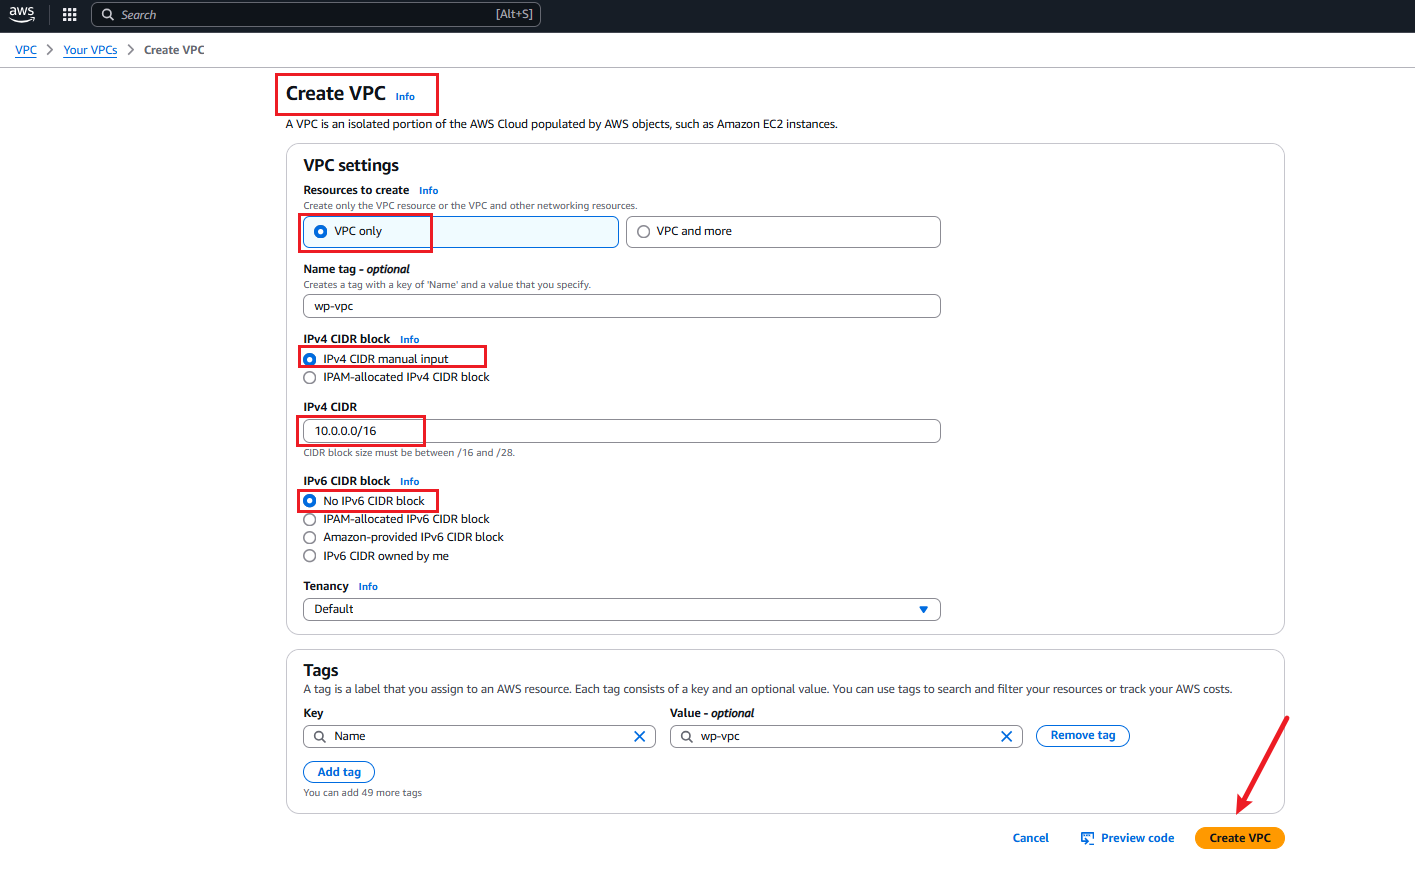 aws
Search [Alt+S]
VPC > Your VPCs > Create VPC
Create VPC Info
A VPC is an isolated portion of the AWS Cloud populated by AWS objects, such as Amazon EC2 instances.
VPC settings
Resources to create Info
Create only the VPC resource or the VPC and other networking resources.
VPC only VPC and more
Name tag - optional
Creates a tag with a key of 'Name' and a value that you specify.
wp-vpc
IPv4 CIDR block Info
IPv4 CIDR manual input
IPAM-allocated IPv4 CIDR block
IPv4 CIDR
10.0.0.0/16
CIDR block size must be between /16 and /28.
IPv6 CIDR block Info
No IPv6 CIDR block
IPAM-allocated IPv6 CIDR block
Amazon-provided IPv6 CIDR block
IPv6 CIDR owned by me
Tenancy Info
Default
Tags
A tag is a label that you assign to an AWS resource. Each tag consists of a key and an optional value. You can use tags to search and filter your resources or track your AWS costs.
Key Value - optional
Name wp-vpc Remove tag
Add tag
You can add 49 more tags
Cancel Preview code Create VPC